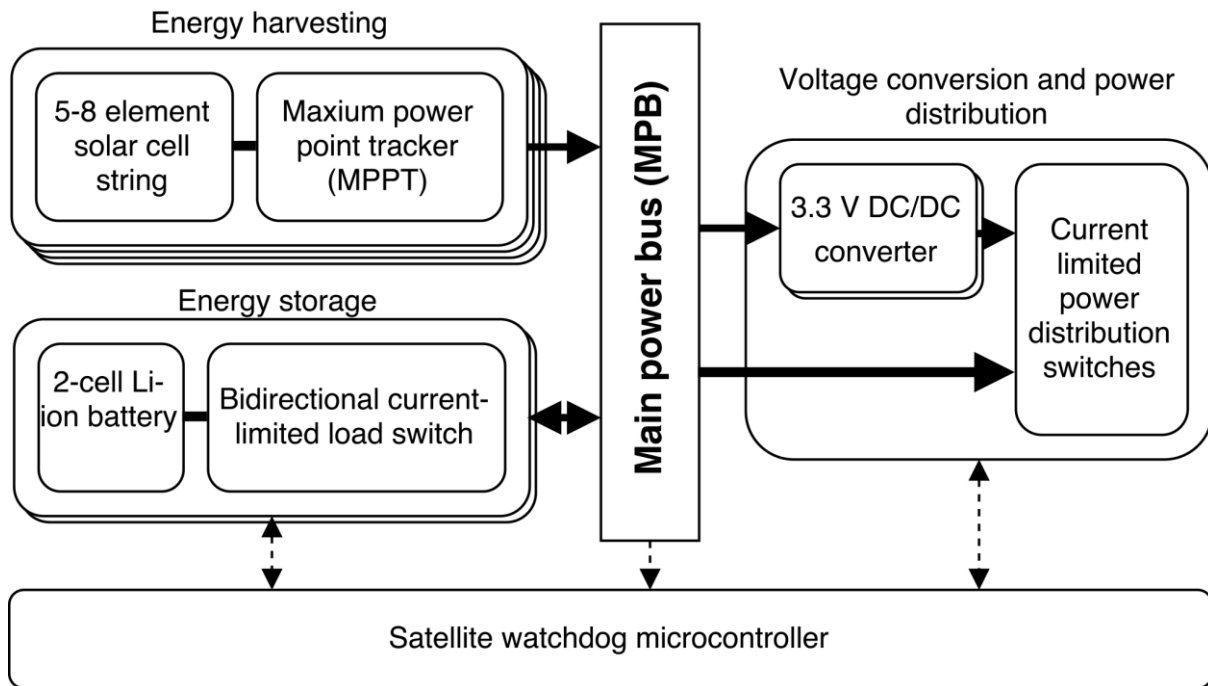 Energy harvesting
5-8 element
solar cell
string
Maxium power
point tracker
(MPPT)
Energy storage
2-cell Li-
ion battery
Bidirectional current-
limited load switch
Main power bus (MPB)
Voltage conversion and power
distribution
3.3 V DC/DC
converter
Current
limited
power
distribution
switches
Satellite watchdog microcontroller